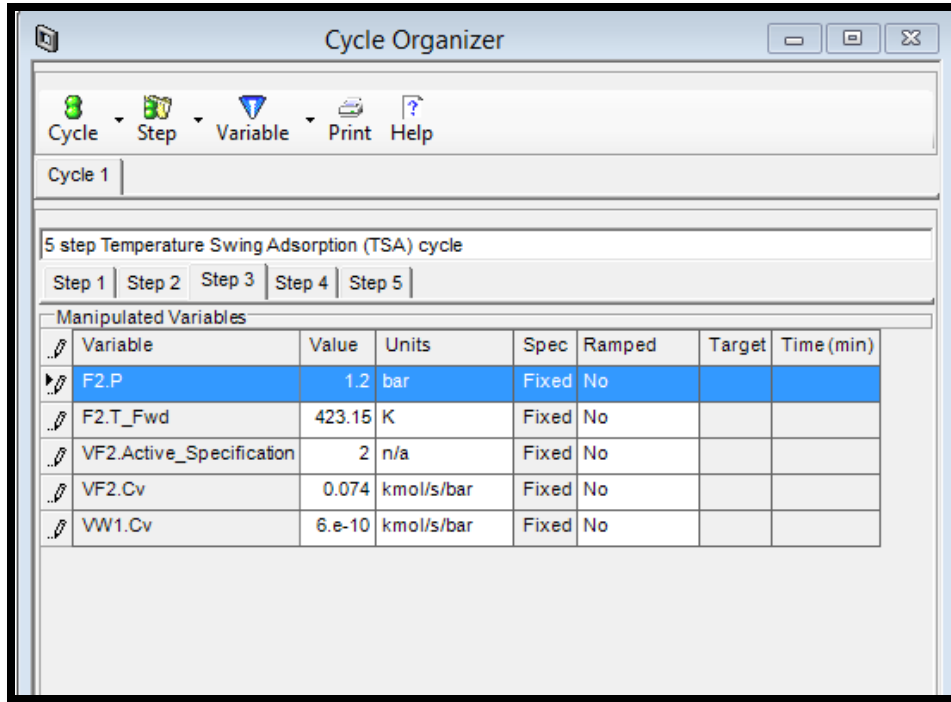 Cycle Organizer
Cycle Step Variable Print Help
Cycle 1
5 step Temperature Swing Adsorption (TSA) cycle
Step 1 Step 2 Step 3 Step 4 Step 5
Manipulated Variables
Variable Value Units Spec Ramped Target Time (min)
F2.P 1.2 bar Fixed No
F2.T_Fwd 423.15 K Fixed No
VF2.Active_Specification 2 n/a Fixed No
VF2.Cv 0.074 kmol/s/bar Fixed No
VW1.Cv 6.e-10 kmol/s/bar Fixed No